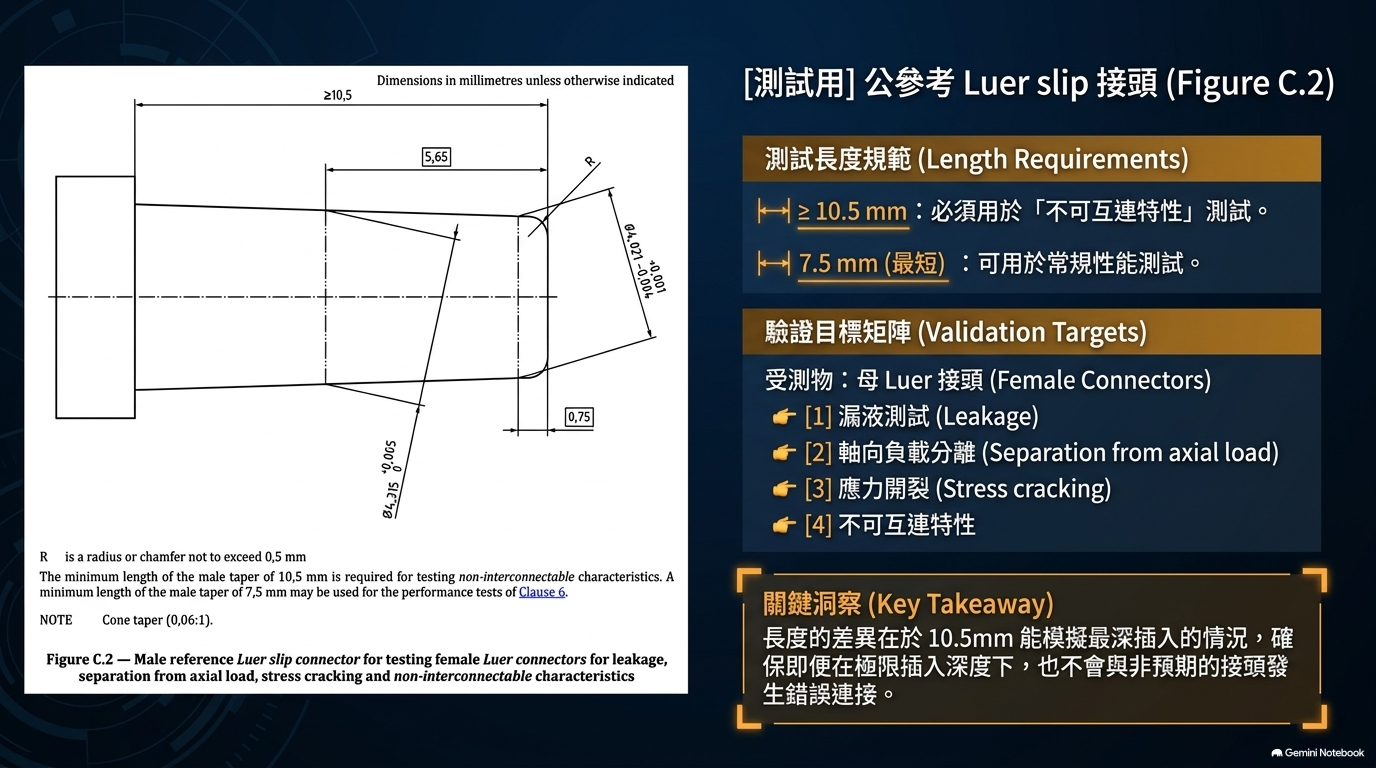 Dimensions in millimetres unless otherwise indicated
≥10,5
5,65
R
Ø4,021 +0,001 -0,004
0,75
Ø4,315 +0,005 0
R is a radius or chamfer not to exceed 0,5 mm
The minimum length of the male taper of 10,5 mm is required for testing non-interconnectable characteristics. A
minimum length of the male taper of 7,5 mm may be used for the performance tests of Clause 6.
NOTE Cone taper (0,06:1).
Figure C.2 — Male reference Luer slip connector for testing female Luer connectors for leakage,
separation from axial load, stress cracking and non-interconnectable characteristics
[測試用] 公參考 Luer slip 接頭 (Figure C.2)
測試長度規範 (Length Requirements)
≥ 10.5 mm：必須用於「不可互連特性」測試。
7.5 mm (最短) ：可用於常規性能測試。
驗證目標矩陣 (Validation Targets)
受測物：母 Luer 接頭 (Female Connectors)
[1] 漏液測試 (Leakage)
[2] 軸向負載分離 (Separation from axial load)
[3] 應力開裂 (Stress cracking)
[4] 不可互連特性
關鍵洞察 (Key Takeaway)
長度的差異在於 10.5mm 能模擬最深插入的情況，確
保即便在極限插入深度下，也不會與非預期的接頭發
生錯誤連接。
Gemini Notebook